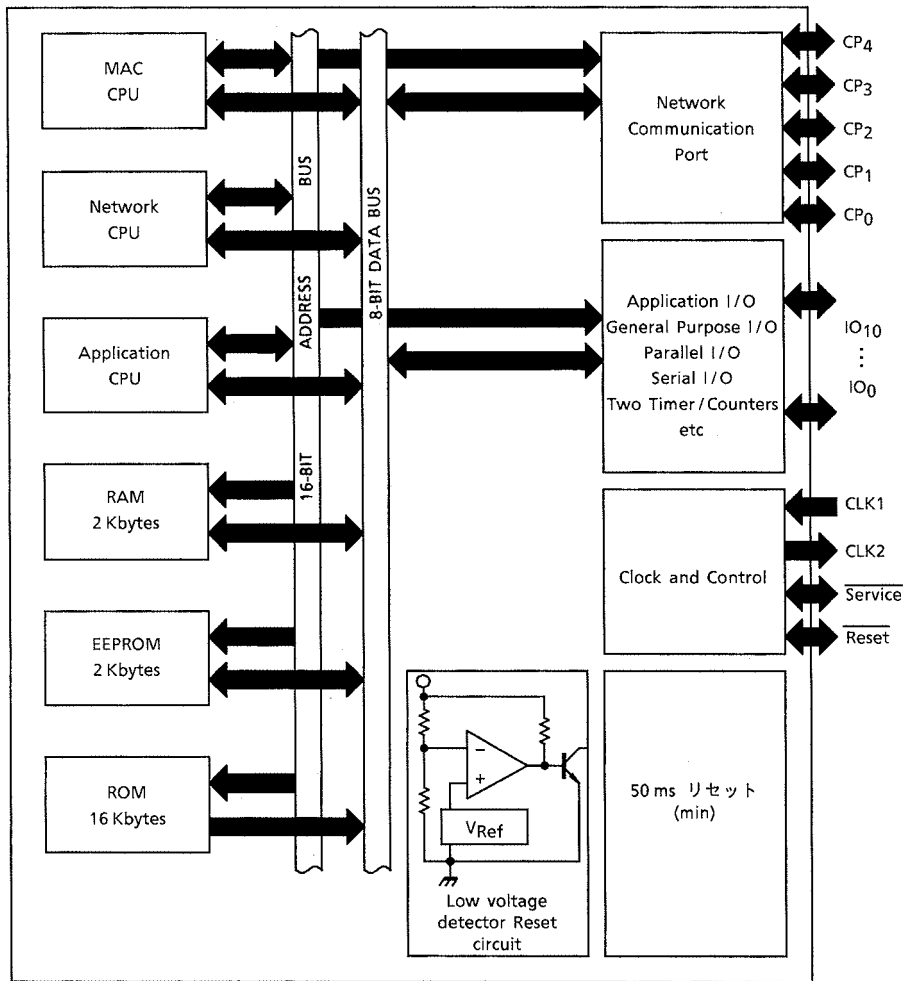 MAC
CPU
Network
CPU
Application
CPU
RAM
2 Kbytes
EEPROM
2 Kbytes
ROM
16 Kbytes
16-BIT ADDRESS BUS
8-BIT DATA BUS
Network
Communication
Port
CP4
CP3
CP2
CP1
CP0
Application I/O
General Purpose I/O
Parallel I/O
Serial I/O
Two Timer/Counters
etc
IO10
⋮
IO0
Clock and Control
CLK1
CLK2
Service
Reset
−
+
VRef
Low voltage
detector Reset
circuit
50 ms リセット
(min)